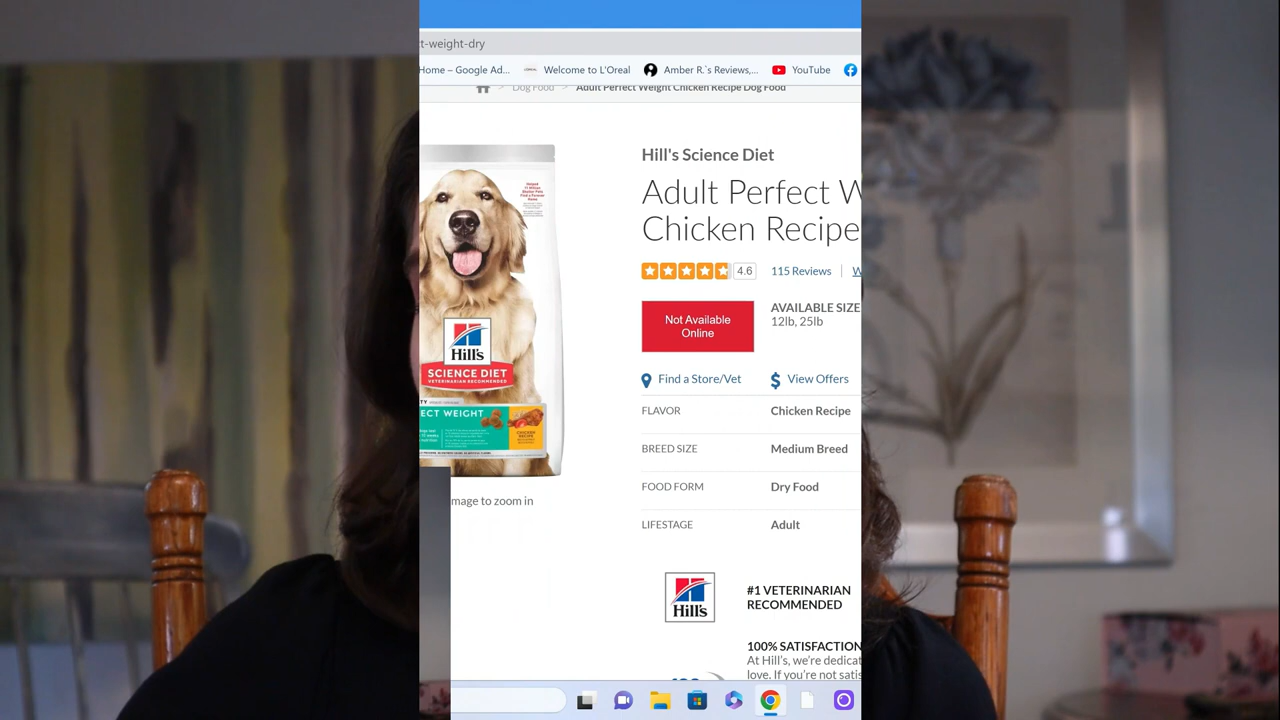 t-weight-dry
Home – Google Ad...
Welcome to L'Oreal
Amber R.`s Reviews,...
YouTube
Dog Food > Adult Perfect Weight Chicken Recipe Dog Food
Hill's Science Diet
Adult Perfect W
Chicken Recipe
4.6
115 Reviews
W
Not Available
Online
AVAILABLE SIZE
12lb, 25lb
Find a Store/Vet
View Offers
FLAVOR
Chicken Recipe
BREED SIZE
Medium Breed
FOOD FORM
Dry Food
LIFESTAGE
Adult
Hill's
SCIENCE DIET
VETERINARIAN RECOMMENDED
ECT WEIGHT
CHICKEN
RECIPE
mage to zoom in
Hill's
#1 VETERINARIAN
RECOMMENDED
100% SATISFACTION
At Hill's, we're dedicat
love. If you're not satis